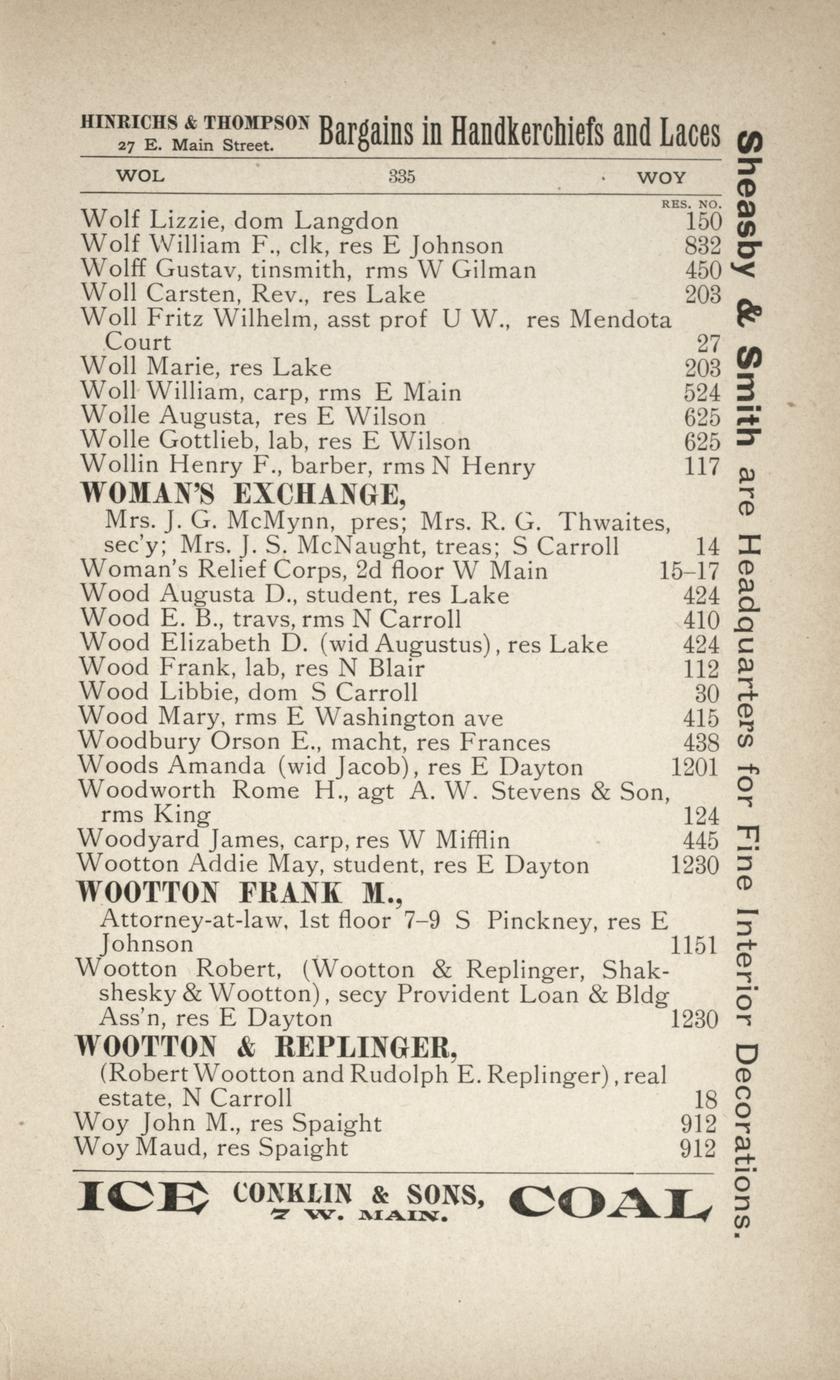 HINRICHS & THOMPSON Bargains in Handkerchiefs and Laces
27 E. Main Street.
WOL 335 WOY
RES. NO.
Wolf Lizzie, dom Langdon 150
Wolf William F., clk, res E Johnson 832
Wolff Gustav, tinsmith, rms W Gilman 450
Woll Carsten, Rev., res Lake 203
Woll Fritz Wilhelm, asst prof U W., res Mendota
Court 27
Woll Marie, res Lake 203
Woll William, carp, rms E Main 524
Wolle Augusta, res E Wilson 625
Wolle Gottlieb, lab, res E Wilson 625
Wollin Henry F., barber, rms N Henry 117
WOMAN'S EXCHANGE,
Mrs. J. G. McMynn, pres; Mrs. R. G. Thwaites,
sec'y; Mrs. J. S. McNaught, treas; S Carroll 14
Woman's Relief Corps, 2d floor W Main 15–17
Wood Augusta D., student, res Lake 424
Wood E. B., travs, rms N Carroll 410
Wood Elizabeth D. (wid Augustus), res Lake 424
Wood Frank, lab, res N Blair 112
Wood Libbie, dom S Carroll 30
Wood Mary, rms E Washington ave 415
Woodbury Orson E., macht, res Frances 438
Woods Amanda (wid Jacob), res E Dayton 1201
Woodworth Rome H., agt A. W. Stevens & Son,
rms King 124
Woodyard James, carp, res W Mifflin 445
Wootton Addie May, student, res E Dayton 1230
WOOTTON FRANK M.,
Attorney-at-law, 1st floor 7–9 S Pinckney, res E
Johnson 1151
Wootton Robert, (Wootton & Replinger, Shak-
shesky & Wootton), secy Provident Loan & Bldg
Ass'n, res E Dayton 1230
WOOTTON & REPLINGER,
(Robert Wootton and Rudolph E. Replinger), real
estate, N Carroll 18
Woy John M., res Spaight 912
Woy Maud, res Spaight 912
ICE CONKLIN & SONS, COAL
7 W. MAIN.
Sheasby & Smith are Headquarters for Fine Interior Decorations.